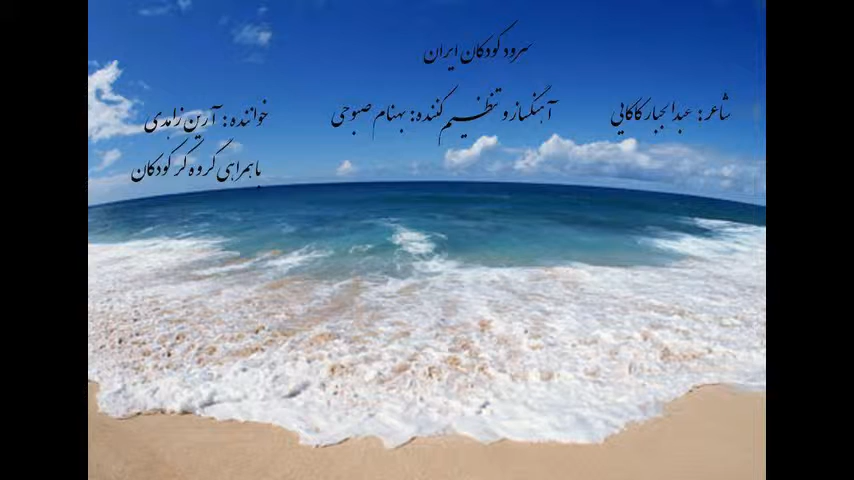 سرود کودکان ایران
شاعر: عبدالجبار کاکایی
آهنگساز و تنظیم کننده: بهنام صبوحی
خواننده: آرین زاهدی
با همراهی گروه کر کودکان